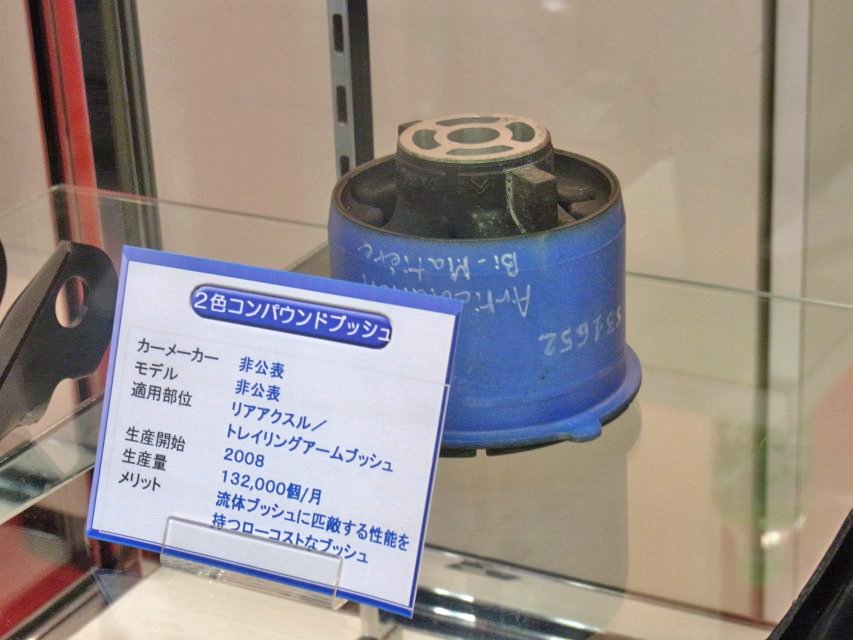 2色コンパウンドブッシュ
カーメーカー 非公表
モデル 非公表
適用部位 リアアクスル／
トレイリングアームブッシュ
生産開始 2008
生産量 132,000個/月
メリット 流体ブッシュに匹敵する性能を
持つローコストなブッシュ
Articulation
Bi-Matière
531652